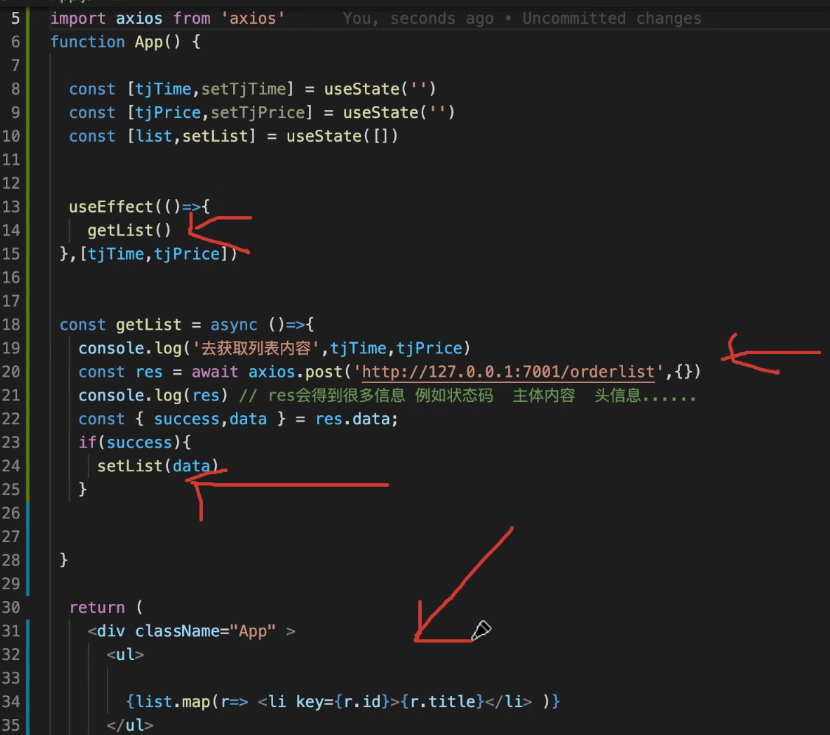 5 import axios from 'axios' You, seconds ago • Uncommitted changes
6 function App() {
7
8 const [tjTime,setTjTime] = useState('')
9 const [tjPrice,setTjPrice] = useState('')
10 const [list,setList] = useState([])
11
12
13 useEffect(()=>{
14 getList()
15 },[tjTime,tjPrice])
16
17
18 const getList = async ()=>{
19 console.log('去获取列表内容',tjTime,tjPrice)
20 const res = await axios.post('http://127.0.0.1:7001/orderlist',{})
21 console.log(res) // res会得到很多信息 例如状态码 主体内容 头信息......
22 const { success,data } = res.data;
23 if(success){
24 setList(data)
25 }
26
27
28 }
29
30 return (
31 <div className="App" >
32 <ul>
33
34 {list.map(r=> <li key={r.id}>{r.title}</li> )}
35 </ul>